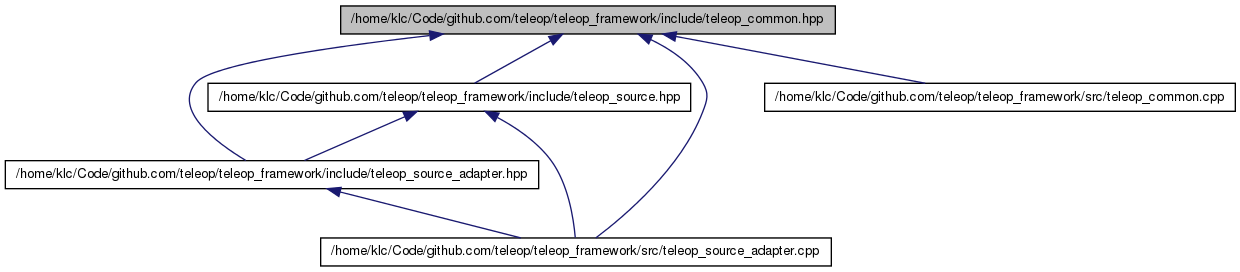 /home/klc/Code/github.com/teleop/teleop_framework/include/teleop_common.hpp
/home/klc/Code/github.com/teleop/teleop_framework/include/teleop_source.hpp
/home/klc/Code/github.com/teleop/teleop_framework/src/teleop_common.cpp
/home/klc/Code/github.com/teleop/teleop_framework/include/teleop_source_adapter.hpp
/home/klc/Code/github.com/teleop/teleop_framework/src/teleop_source_adapter.cpp